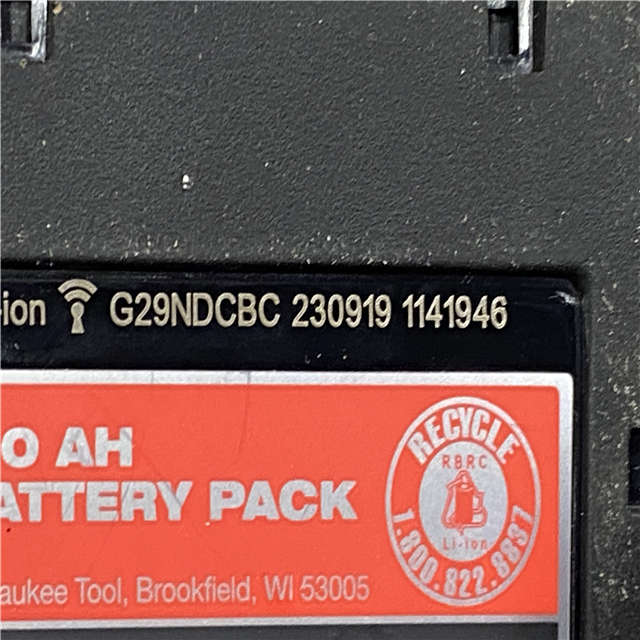 -ion G29NDCBC 230919 1141946
0 AH
ATTERY PACK
aukee Tool, Brookfield, WI 53005
RECYCLE
RBRC
Li-ion
1.800.822.8837